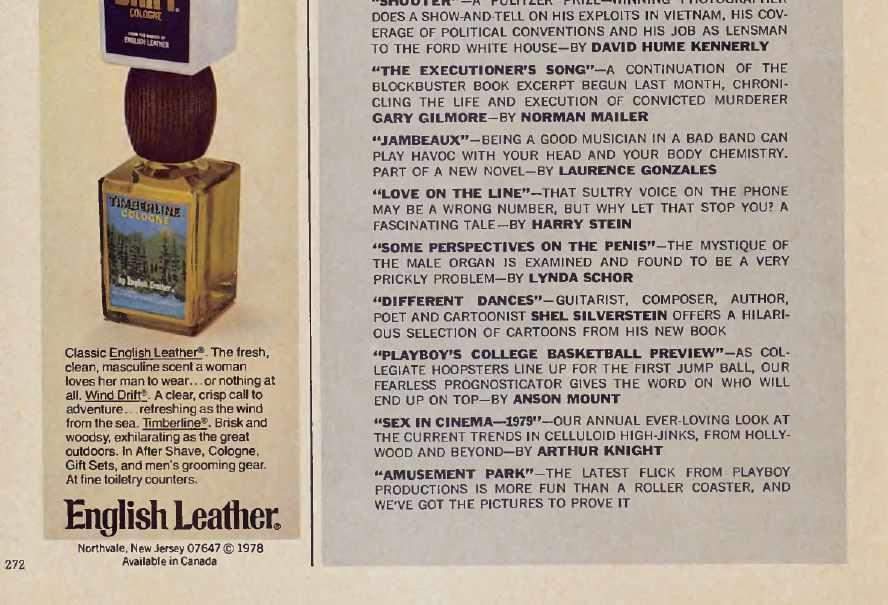 DRIFT.
COLOGNE
ENGLISH LEATHER
TIMBERLINE
COLOGNE
by English Leather.
Classic English Leather®. The fresh,
clean, masculine scent a woman
loves her man to wear...or nothing at
all. Wind Drift®. A clear, crisp call to
adventure...refreshing as the wind
from the sea. Timberline®. Brisk and
woodsy, exhilarating as the great
outdoors. In After Shave, Cologne,
Gift Sets, and men's grooming gear.
At fine toiletry counters.
English Leather®
Northvale, New Jersey 07647 © 1978
Available in Canada
272
“SHOOTER”—A PULITZER PRIZE—WINNING PHOTOGRAPHER
DOES A SHOW-AND-TELL ON HIS EXPLOITS IN VIETNAM, HIS COV-
ERAGE OF POLITICAL CONVENTIONS AND HIS JOB AS LENSMAN
TO THE FORD WHITE HOUSE—BY DAVID HUME KENNERLY
“THE EXECUTIONER'S SONG”—A CONTINUATION OF THE
BLOCKBUSTER BOOK EXCERPT BEGUN LAST MONTH, CHRONI-
CLING THE LIFE AND EXECUTION OF CONVICTED MURDERER
GARY GILMORE—BY NORMAN MAILER
“JAMBEAUX”—BEING A GOOD MUSICIAN IN A BAD BAND CAN
PLAY HAVOC WITH YOUR HEAD AND YOUR BODY CHEMISTRY.
PART OF A NEW NOVEL—BY LAURENCE GONZALES
“LOVE ON THE LINE”—THAT SULTRY VOICE ON THE PHONE
MAY BE A WRONG NUMBER, BUT WHY LET THAT STOP YOU? A
FASCINATING TALE—BY HARRY STEIN
“SOME PERSPECTIVES ON THE PENIS”—THE MYSTIQUE OF
THE MALE ORGAN IS EXAMINED AND FOUND TO BE A VERY
PRICKLY PROBLEM—BY LYNDA SCHOR
“DIFFERENT DANCES”—GUITARIST, COMPOSER, AUTHOR,
POET AND CARTOONIST SHEL SILVERSTEIN OFFERS A HILARI-
OUS SELECTION OF CARTOONS FROM HIS NEW BOOK
“PLAYBOY'S COLLEGE BASKETBALL PREVIEW”—AS COL-
LEGIATE HOOPSTERS LINE UP FOR THE FIRST JUMP BALL, OUR
FEARLESS PROGNOSTICATOR GIVES THE WORD ON WHO WILL
END UP ON TOP—BY ANSON MOUNT
“SEX IN CINEMA—1979”—OUR ANNUAL EVER-LOVING LOOK AT
THE CURRENT TRENDS IN CELLULOID HIGH-JINKS, FROM HOLLY-
WOOD AND BEYOND—BY ARTHUR KNIGHT
“AMUSEMENT PARK”—THE LATEST FLICK FROM PLAYBOY
PRODUCTIONS IS MORE FUN THAN A ROLLER COASTER, AND
WE'VE GOT THE PICTURES TO PROVE IT